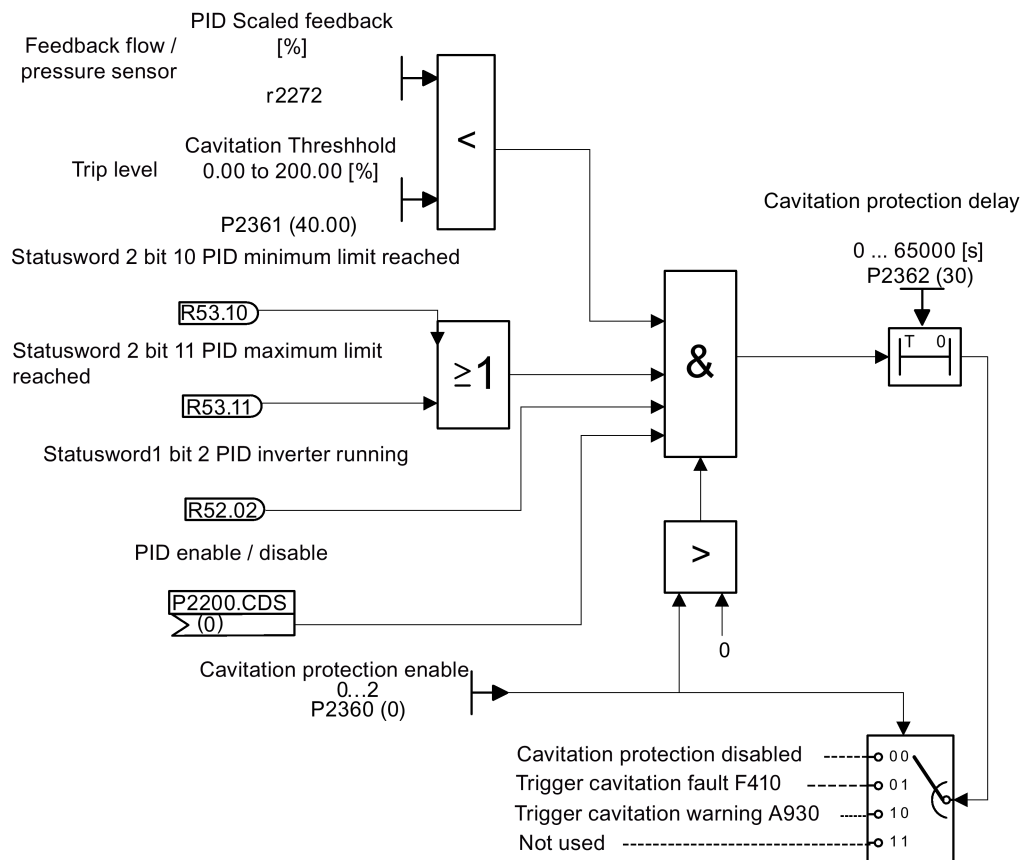 PID Scaled feedback
[%]
Feedback flow /
pressure sensor
r2272
<
Cavitation Threshhold
Trip level
0.00 to 200.00 [%]
P2361 (40.00)
Cavitation protection delay
0 ... 65000 [s]
P2362 (30)
T 0
Statusword 2 bit 10 PID minimum limit reached
R53.10
Statusword 2 bit 11 PID maximum limit
reached
≥1
&
R53.11
Statusword1 bit 2 PID inverter running
R52.02
PID enable / disable
>
P2200.CDS
(0)
0
Cavitation protection enable
0...2
P2360 (0)
Cavitation protection disabled 00
Trigger cavitation fault F410 01
Trigger cavitation warning A930 10
Not used 11